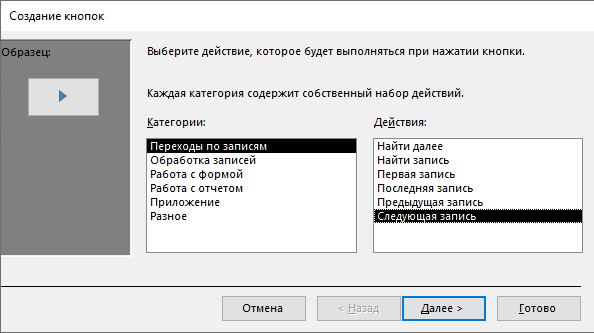 Создание кнопок
Образец:
Выберите действие, которое будет выполняться при нажатии кнопки.
Каждая категория содержит собственный набор действий.
Категории:
Переходы по записям
Обработка записей
Работа с формой
Работа с отчетом
Приложение
Разное
Действия:
Найти далее
Найти запись
Первая запись
Последняя запись
Предыдущая запись
Следующая запись
Отмена
< Назад
Далее >
Готово